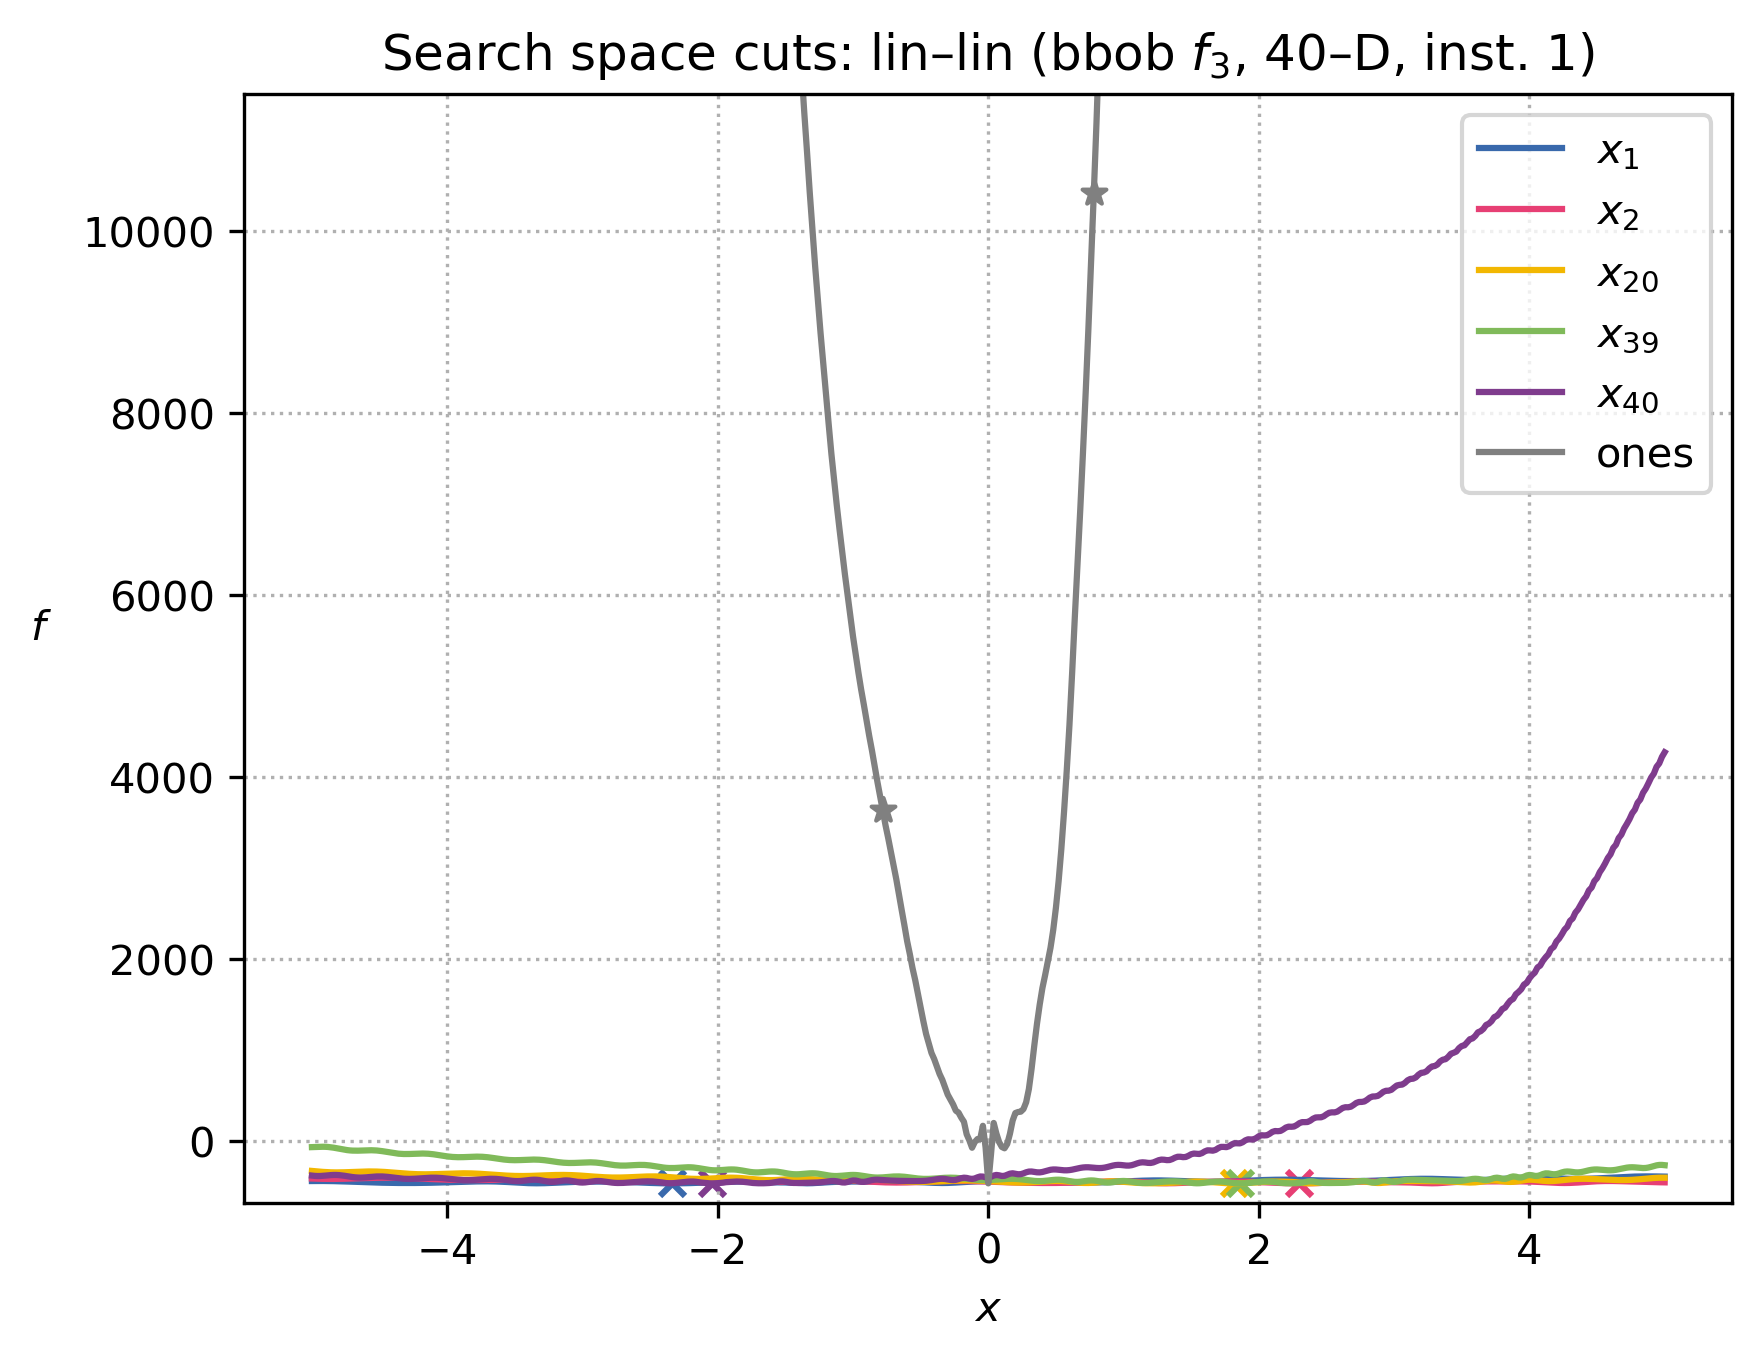 Search space cuts: lin–lin (bbob f₃, 40–D, inst. 1)
x₁
x₂
x₂₀
x₃₉
x₄₀
ones
10000
8000
6000
4000
2000
0
f
−4
−2
0
2
4
x